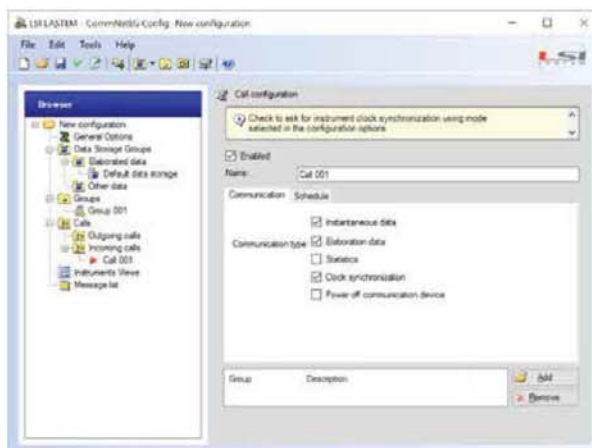 LSI LASTEM - CommNetEG Config - New configuration
File Edit Tools Help
LSI
Browser
New configuration
General Options
Data Storage Groups
Elaborated data
Default data storage
Other data
Groups
Group 001
Calls
Outgoing calls
Incoming calls
Call 001
Instruments Views
Message list
Call configuration
Check to ask for instrument clock synchronization using mode
selected in the configuration options
Enabled
Name: Call 001
Communication Schedule
Communication type
Instantaneous data
Elaboration data
Statistics
Clock synchronization
Power off communication device
Group Description
Add
Remove